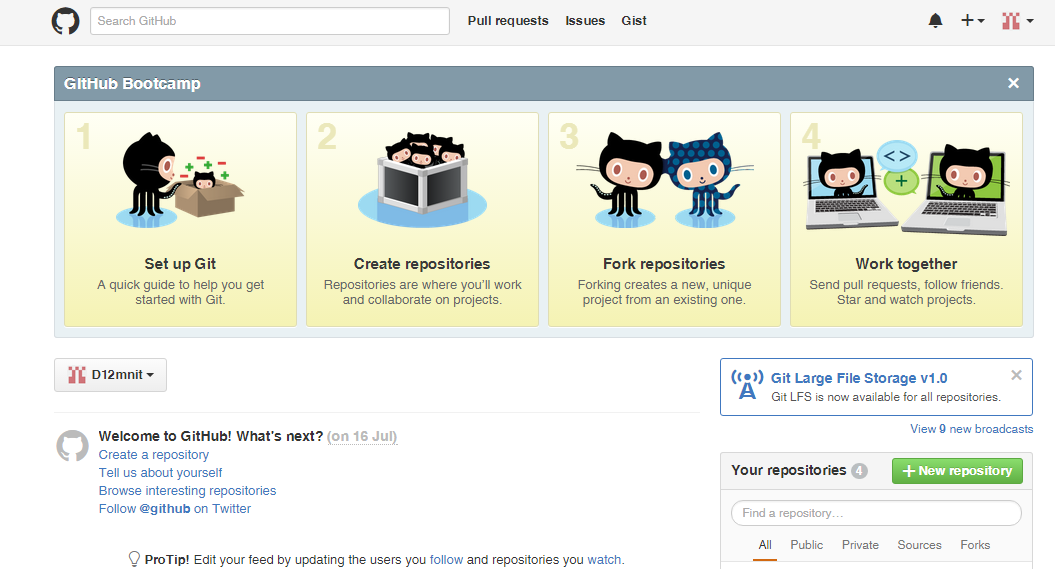 Search GitHub
Pull requests Issues Gist
GitHub Bootcamp
1
Set up Git
A quick guide to help you get
started with Git.
2
Create repositories
Repositories are where you'll work
and collaborate on projects.
3
Fork repositories
Forking creates a new, unique
project from an existing one.
4
Work together
Send pull requests, follow friends.
Star and watch projects.
D12mnit
Welcome to GitHub! What's next? (on 16 Jul)
Create a repository
Tell us about yourself
Browse interesting repositories
Follow @github on Twitter
ProTip! Edit your feed by updating the users you follow and repositories you watch.
Git Large File Storage v1.0
Git LFS is now available for all repositories.
View 9 new broadcasts
Your repositories 4
New repository
Find a repository…
All Public Private Sources Forks